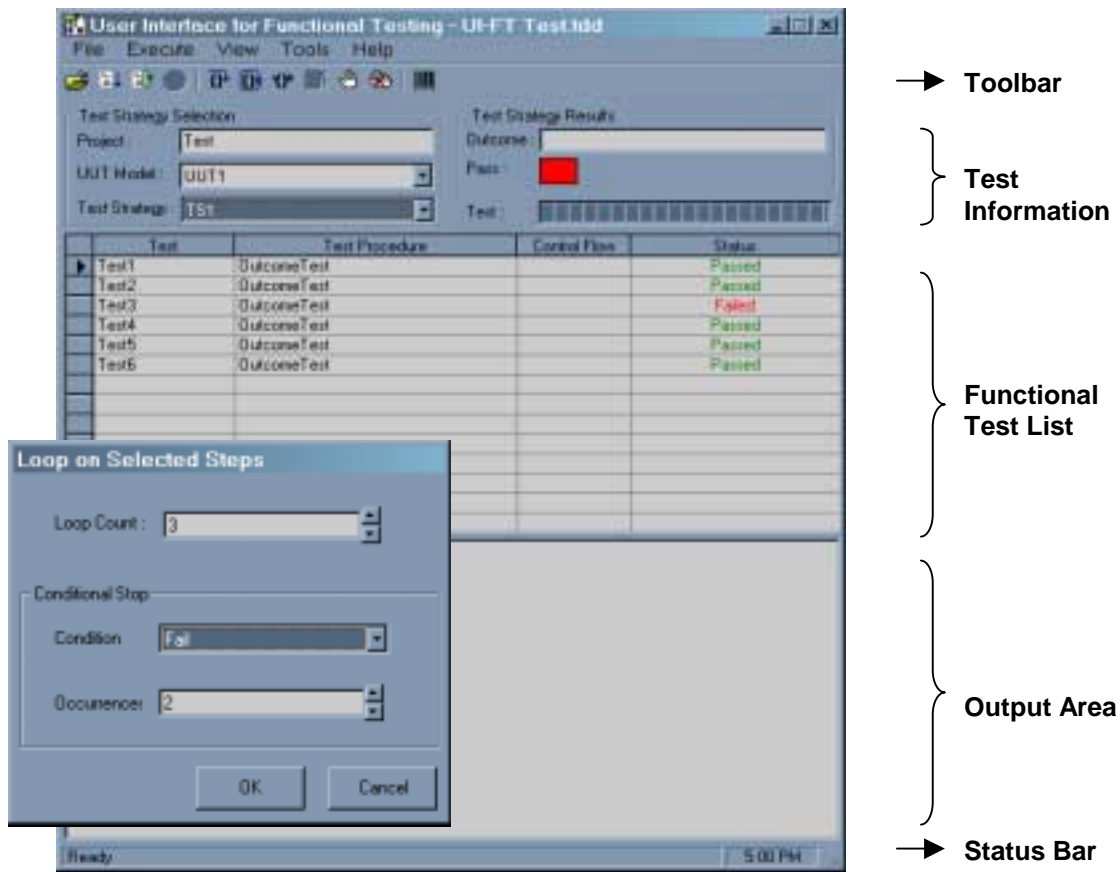 User Interface for Functional Testing - UI-FT Test.tdd
File Execute View Tools Help
Toolbar
Test Strategy Selection
Test Strategy Results
Project : Test
Outcome :
UUT Model : UUT1
Pass :
Test Strategy : TS1
Test :
Test
Information
Test Test Procedure Control Flow Status
Test1 OutcomeTest Passed
Test2 OutcomeTest Passed
Test3 OutcomeTest Failed
Test4 OutcomeTest Passed
Test5 OutcomeTest Passed
Test6 OutcomeTest Passed
Functional
Test List
Loop on Selected Steps
Loop Count : 3
Conditional Stop
Condition Fail
Occurrences 2
OK Cancel
Output Area
Ready 5:00 PM
Status Bar